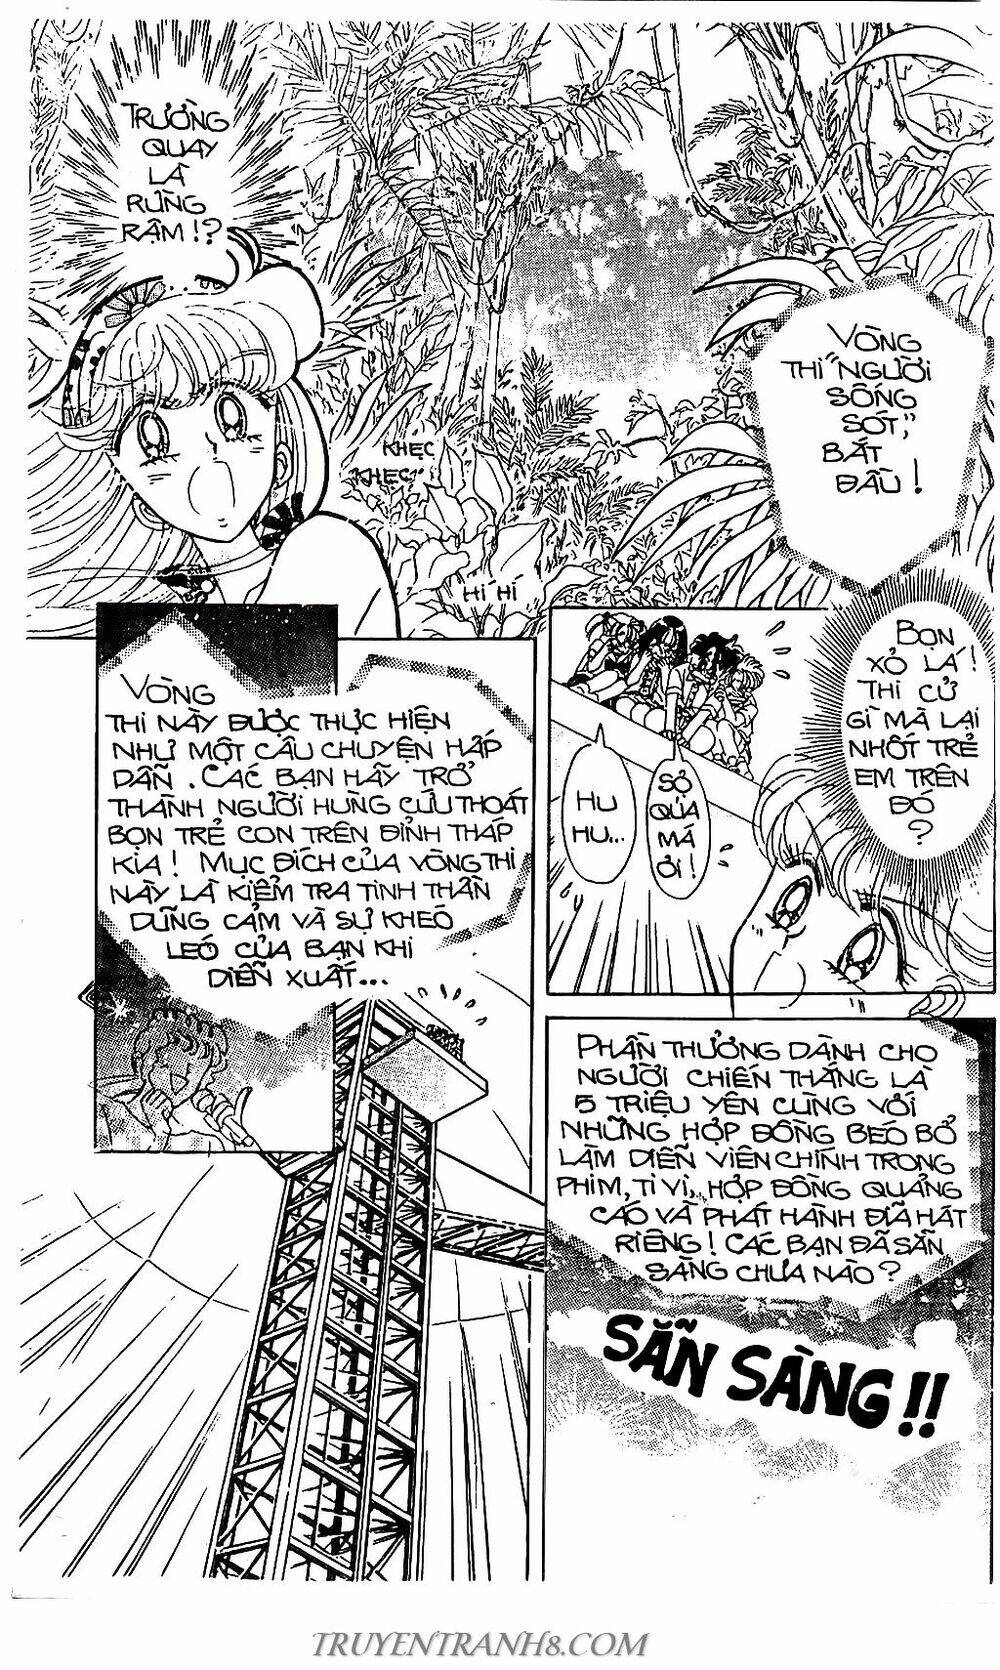 TRƯỜNG
QUAY
LÀ
RỪNG
RẬM!?
VÒNG
THI "NGƯỜI
SỐNG
SÓT,"
BẮT
ĐẦU!
KHẸC
KHẸC
HÍ HÍ
BỌN
XỎ LÁ!
THI CỬ
GÌ MÀ LẠI
NHỐT TRẺ
EM TRÊN
ĐÓ
?
HU
HU...
SỢ
QÚA
MÁ
ƠI!
VÒNG
THI NÀY ĐƯỢC THỰC HIỆN
NHƯ MỘT CÂU CHUYỆN HẤP
DẪN. CÁC BẠN HÃY TRỞ
THÀNH NGƯỜI HÙNG CỨU THOÁT
BỌN TRẺ CON TRÊN ĐỈNH THÁP
KIA! MỤC ĐÍCH CỦA VÒNG THI
NÀY LÀ KIỂM TRA TINH THẦN
DŨNG CẢM VÀ SỰ KHÉO
LÉO CỦA BẠN KHI
DIỄN XUẤT...
PHẦN THƯỞNG DÀNH CHO
NGƯỜI CHIẾN THẮNG LÀ
5 TRIỆU YÊN CÙNG VỚI
NHỮNG HỢP ĐỒNG BÉO BỞ
LÀM DIỄN VIÊN CHÍNH TRONG
PHIM, TI VI, HỢP ĐỒNG QUẢNG
CÁO VÀ PHÁT HÀNH ĐĨA HÁT
RIÊNG! CÁC BẠN ĐÃ SẴN
SÀNG CHƯA NÀO?
SẴN SÀNG!!
TRUYENTRANH8.COM